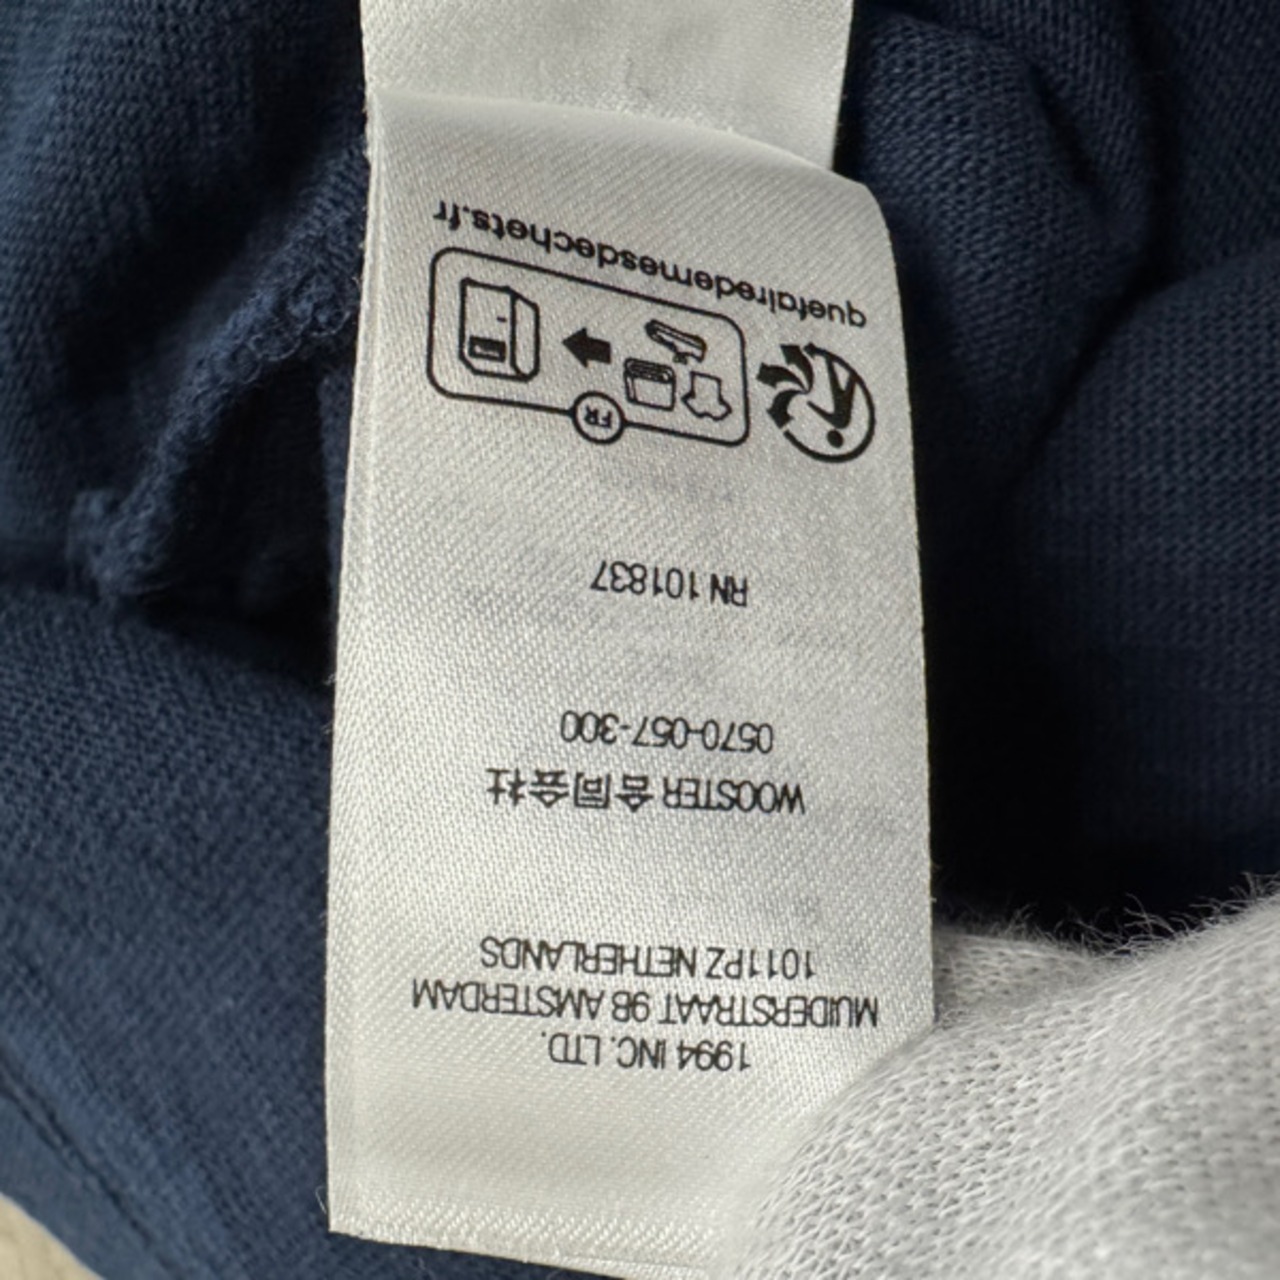 1994 INC. LTD.
MUIDERSTRAAT 9B AMSTERDAM
1011PZ NETHERLANDS
WOOSTER 合同会社
0570-057-300
RN 101837
FR
quefairedemesdechets.fr